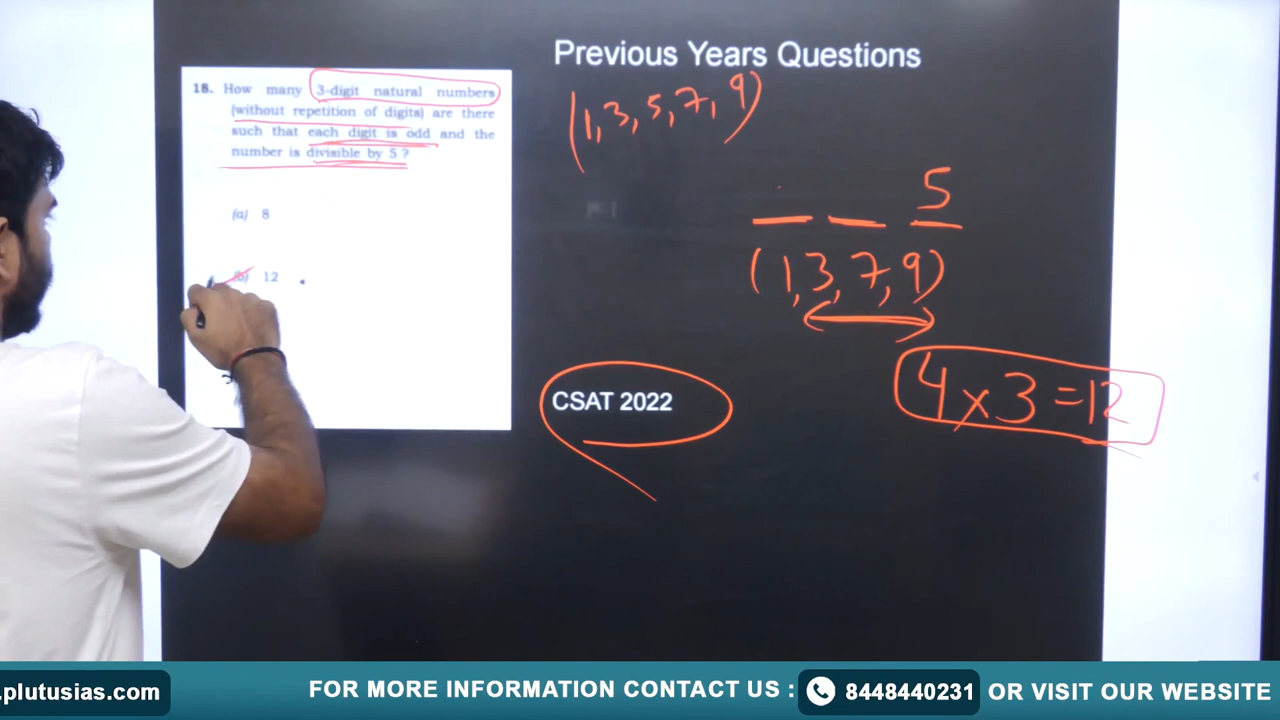 Previous Years Questions
18. How many 3-digit natural numbers
(without repetition of digits) are there
such that each digit is odd and the
number is divisible by 5 ?
(a) 8
(b) 12
(1, 3, 5, 7, 9)
5
(1, 3, 7, 9)
CSAT 2022
4 x 3 = 12
.plutusias.com
FOR MORE INFORMATION CONTACT US : 8448440231 OR VISIT OUR WEBSITE